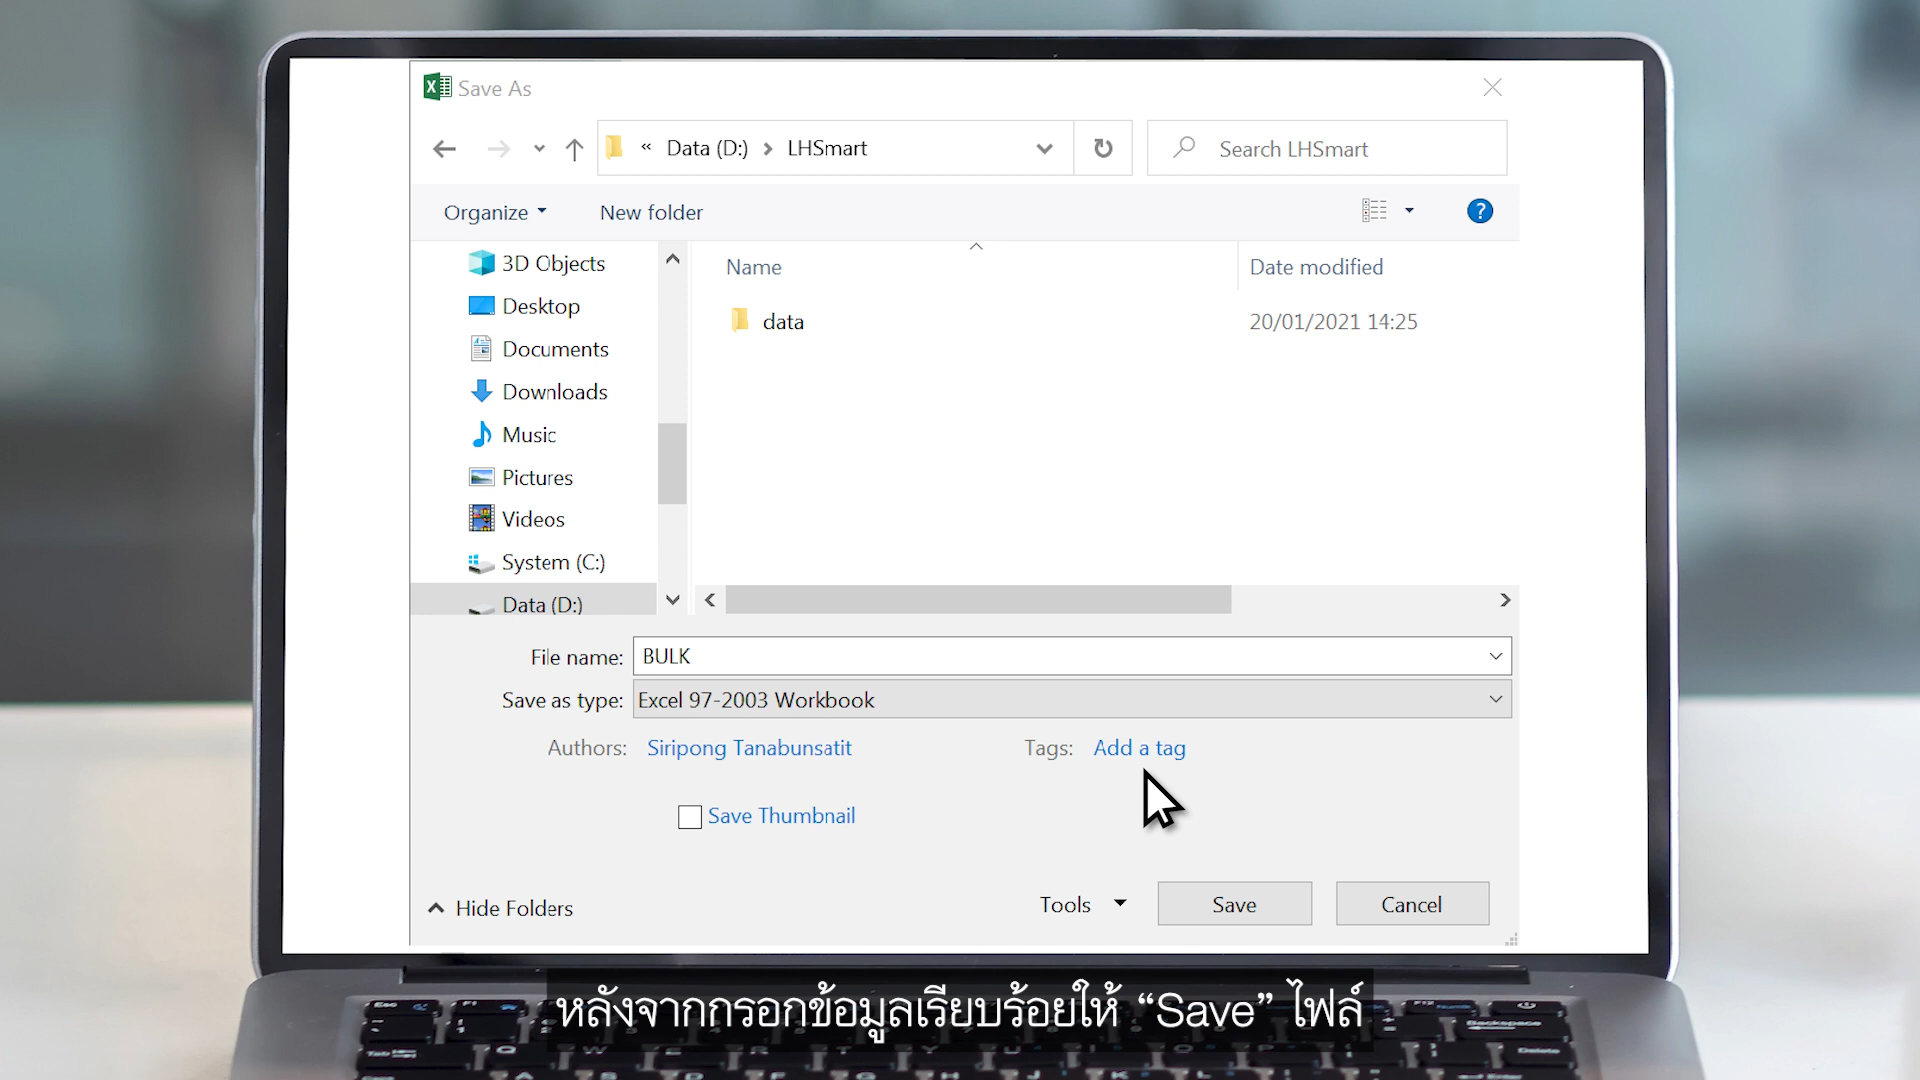 Save As
« Data (D:) > LHSmart
Search LHSmart
Organize
New folder
?
3D Objects
Desktop
Documents
Downloads
Music
Pictures
Videos
System (C:)
Data (D:)
Name
Date modified
data
20/01/2021 14:25
File name: BULK
Save as type: Excel 97-2003 Workbook
Authors: Siripong Tanabunsatit
Tags: Add a tag
Save Thumbnail
Hide Folders
Tools
Save
Cancel
หลังจากกรอกข้อมูลเรียบร้อยให้ “Save” ไฟล์